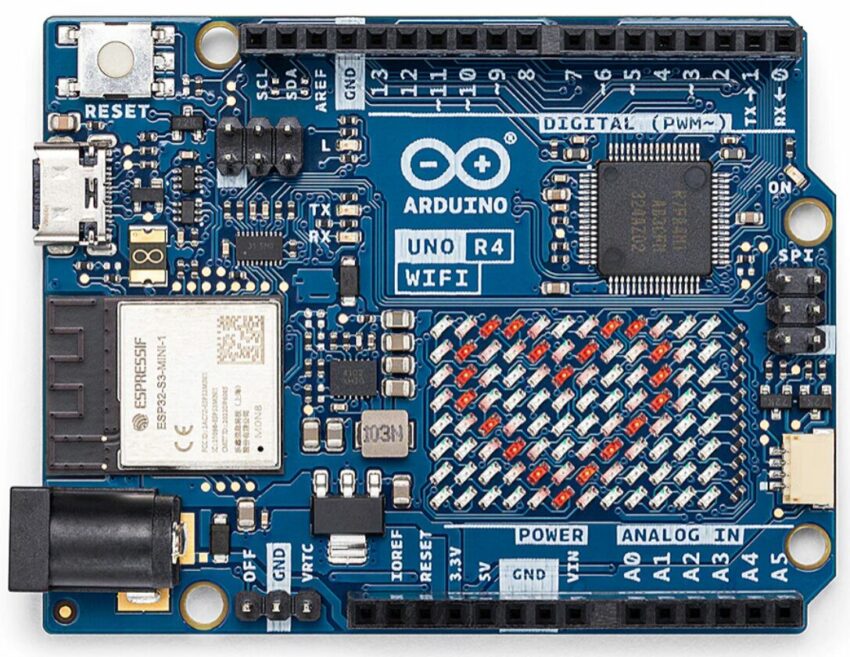 RESET
SCL
SDA
AREF
GND
13
12
~11
~10
~9
8
7
~6
~5
4
~3
2
TX→1
RX←0
DIGITAL (PWM~)
L
TX
RX
ARDUINO
®
UNO R4
WIFI
ON
SPI
ESPRESSIF
ESP32-S3-MINI-1
CE
103N
OFF
GND
VRTC
IOREF
RESET
3.3V
5V
GND
VIN
POWER
ANALOG IN
A0
A1
A2
A3
A4
A5